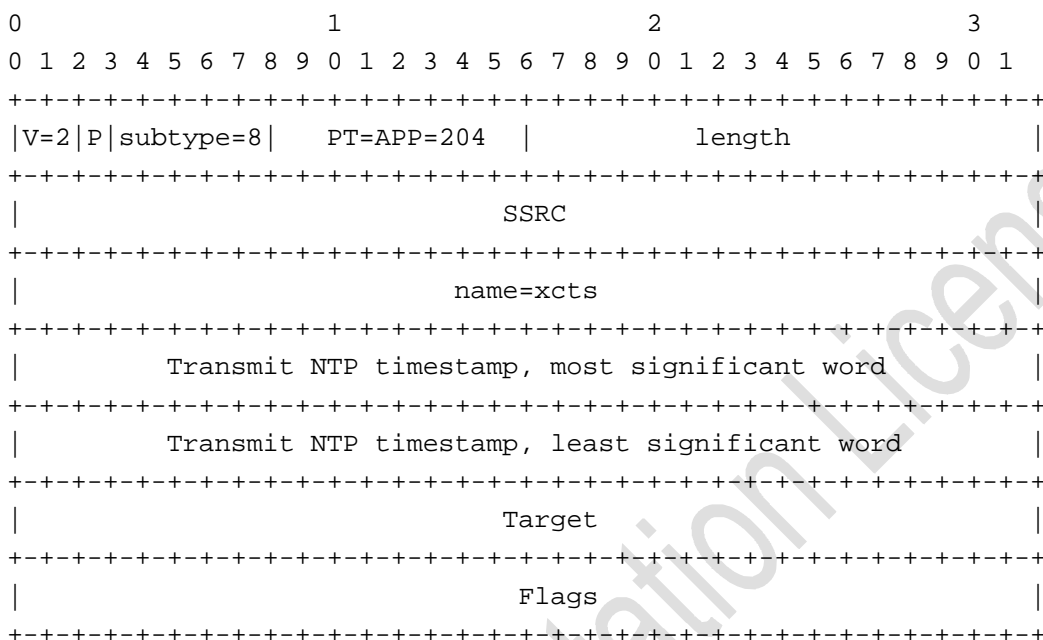 0 1 2 3
0 1 2 3 4 5 6 7 8 9 0 1 2 3 4 5 6 7 8 9 0 1 2 3 4 5 6 7 8 9 0 1
+-+-+-+-+-+-+-+-+-+-+-+-+-+-+-+-+-+-+-+-+-+-+-+-+-+-+-+-+-+-+-+-+
|V=2|P|subtype=8| PT=APP=204 | length |
+-+-+-+-+-+-+-+-+-+-+-+-+-+-+-+-+-+-+-+-+-+-+-+-+-+-+-+-+-+-+-+-+
| SSRC |
+-+-+-+-+-+-+-+-+-+-+-+-+-+-+-+-+-+-+-+-+-+-+-+-+-+-+-+-+-+-+-+-+
| name=xcts |
+-+-+-+-+-+-+-+-+-+-+-+-+-+-+-+-+-+-+-+-+-+-+-+-+-+-+-+-+-+-+-+-+
| Transmit NTP timestamp, most significant word |
+-+-+-+-+-+-+-+-+-+-+-+-+-+-+-+-+-+-+-+-+-+-+-+-+-+-+-+-+-+-+-+-+
| Transmit NTP timestamp, least significant word |
+-+-+-+-+-+-+-+-+-+-+-+-+-+-+-+-+-+-+-+-+-+-+-+-+-+-+-+-+-+-+-+-+
| Target |
+-+-+-+-+-+-+-+-+-+-+-+-+-+-+-+-+-+-+-+-+-+-+-+-+-+-+-+-+-+-+-+-+
| Flags |
+-+-+-+-+-+-+-+-+-+-+-+-+-+-+-+-+-+-+-+-+-+-+-+-+-+-+-+-+-+-+-+-+